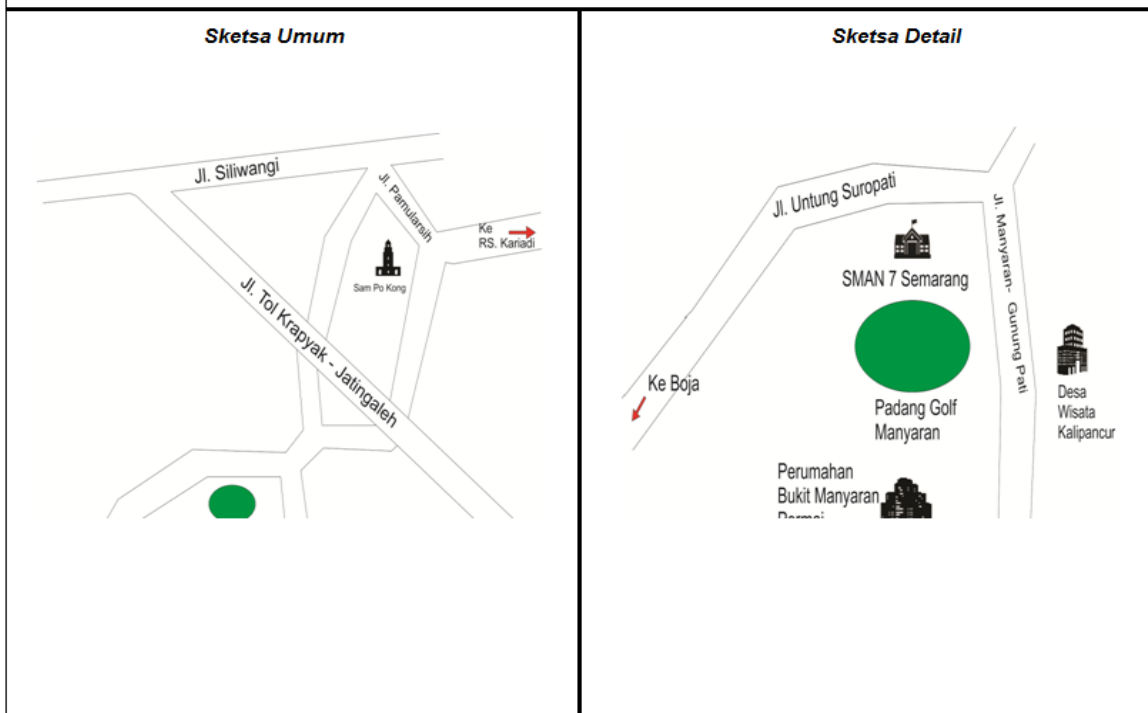 Sketsa Umum
Jl. Siliwangi
Jl. Pamularsih
Ke
RS. Kariadi
Sam Po Kong
Jl. Tol Krapyak - Jatingaleh
Sketsa Detail
Jl. Untung Suropati
Jl. Manyaran- Gunung Pati
SMAN 7 Semarang
Ke Boja
Padang Golf
Manyaran
Desa
Wisata
Kalipancur
Perumahan
Bukit Manyaran
Permai